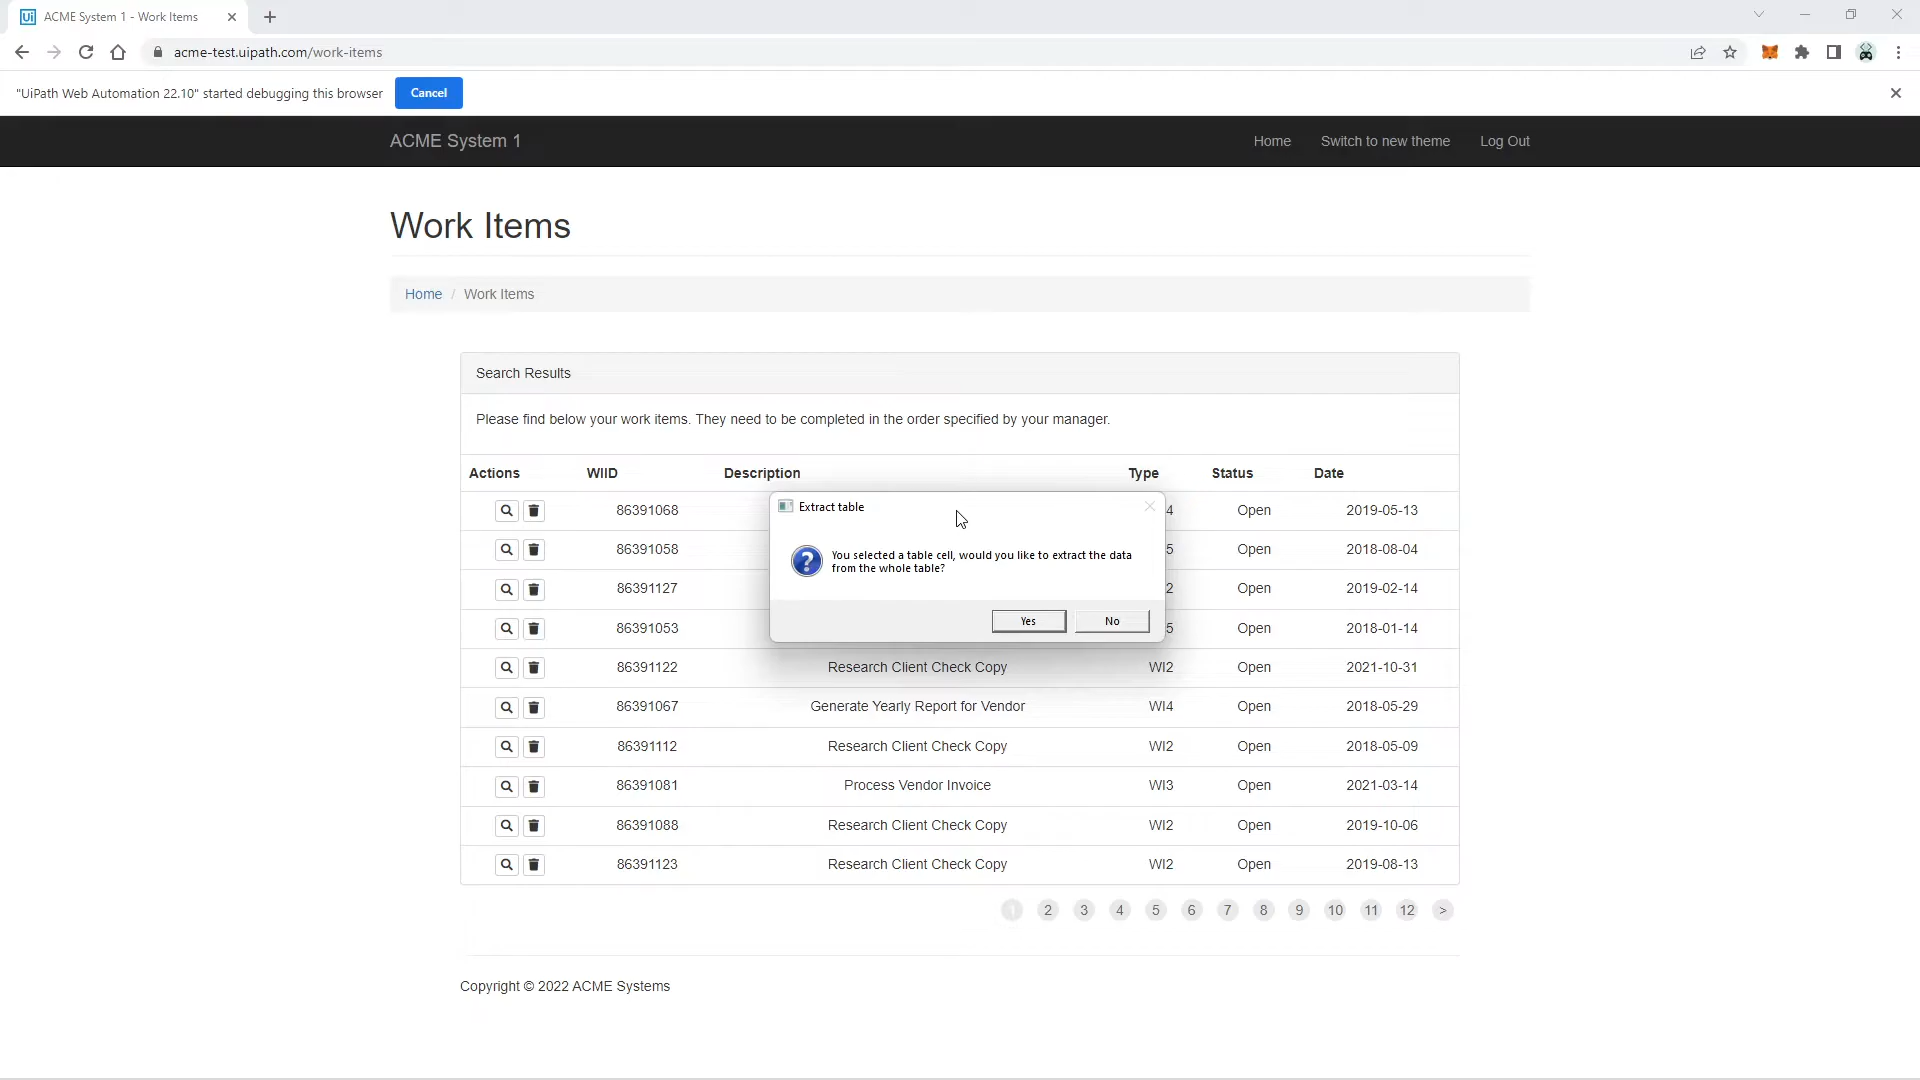 ACME System 1 - Work Items
acme-test.uipath.com/work-items
"UiPath Web Automation 22.10" started debugging this browser Cancel
ACME System 1 Home Switch to new theme Log Out
Work Items
Home / Work Items
Search Results
Please find below your work items. They need to be completed in the order specified by your manager.
Actions WIID Description Type Status Date
86391068 4 Open 2019-05-13
86391058 5 Open 2018-08-04
86391127 2 Open 2019-02-14
86391053 5 Open 2018-01-14
Extract table
You selected a table cell, would you like to extract the data
from the whole table?
Yes No
86391122 Research Client Check Copy WI2 Open 2021-10-31
86391067 Generate Yearly Report for Vendor WI4 Open 2018-05-29
86391112 Research Client Check Copy WI2 Open 2018-05-09
86391081 Process Vendor Invoice WI3 Open 2021-03-14
86391088 Research Client Check Copy WI2 Open 2019-10-06
86391123 Research Client Check Copy WI2 Open 2019-08-13
1 2 3 4 5 6 7 8 9 10 11 12 >
Copyright © 2022 ACME Systems